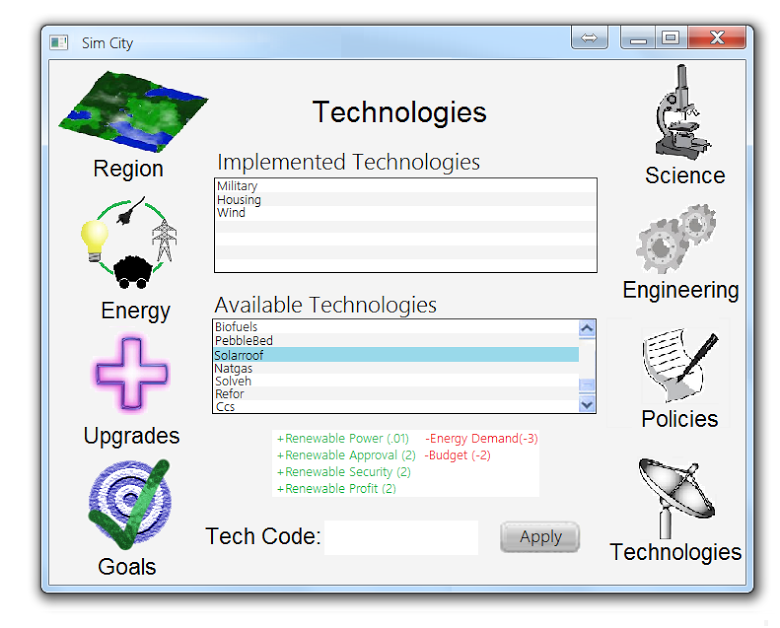 Sim City
Technologies
Region
Science
Implemented Technologies
Military
Housing
Wind
Energy
Engineering
Available Technologies
Biofuels
PebbleBed
Solarroof
Natgas
Solveh
Refor
Ccs
Upgrades
Policies
+Renewable Power (.01) -Energy Demand(-3)
+Renewable Approval (2) -Budget (-2)
+Renewable Security (2)
+Renewable Profit (2)
Tech Code:
Apply
Goals
Technologies